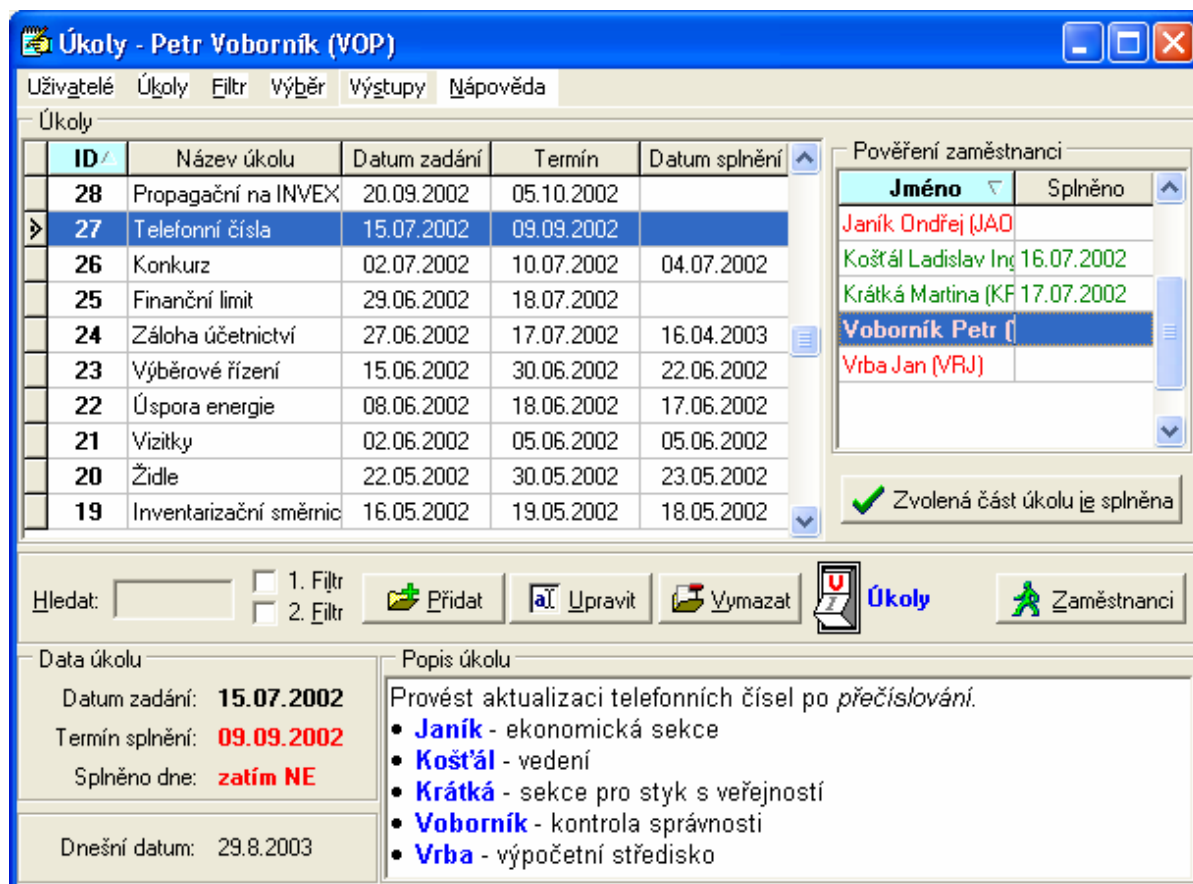 Úkoly - Petr Voborník (VOP)
Uživatelé Úkoly Filtr Výběr Výstupy Nápověda
Úkoly
ID Název úkolu Datum zadání Termín Datum splnění
28 Propagační na INVEX 20.09.2002 05.10.2002
27 Telefonní čísla 15.07.2002 09.09.2002
26 Konkurz 02.07.2002 10.07.2002 04.07.2002
25 Finanční limit 29.06.2002 18.07.2002
24 Záloha účetnictví 27.06.2002 17.07.2002 16.04.2003
23 Výběrové řízení 15.06.2002 30.06.2002 22.06.2002
22 Úspora energie 08.06.2002 18.06.2002 17.06.2002
21 Vizitky 02.06.2002 05.06.2002 05.06.2002
20 Židle 22.05.2002 30.05.2002 23.05.2002
19 Inventarizační směrnic 16.05.2002 19.05.2002 18.05.2002
Pověření zaměstnanci
Jméno Splněno
Janík Ondřej (JAO
Košťál Ladislav Ing 16.07.2002
Krátká Martina (KR 17.07.2002
Voborník Petr (
Vrba Jan (VRJ)
Zvolená část úkolu je splněna
Hledat: 1. Filtr
2. Filtr
Přidat Upravit Vymazat Úkoly Zaměstnanci
Data úkolu
Datum zadání: 15.07.2002
Termín splnění: 09.09.2002
Splněno dne: zatím NE
Dnešní datum: 29.8.2003
Popis úkolu
Provést aktualizaci telefonních čísel po přečíslování.
• Janík - ekonomická sekce
• Košťál - vedení
• Krátká - sekce pro styk s veřejností
• Voborník - kontrola správnosti
• Vrba - výpočetní středisko